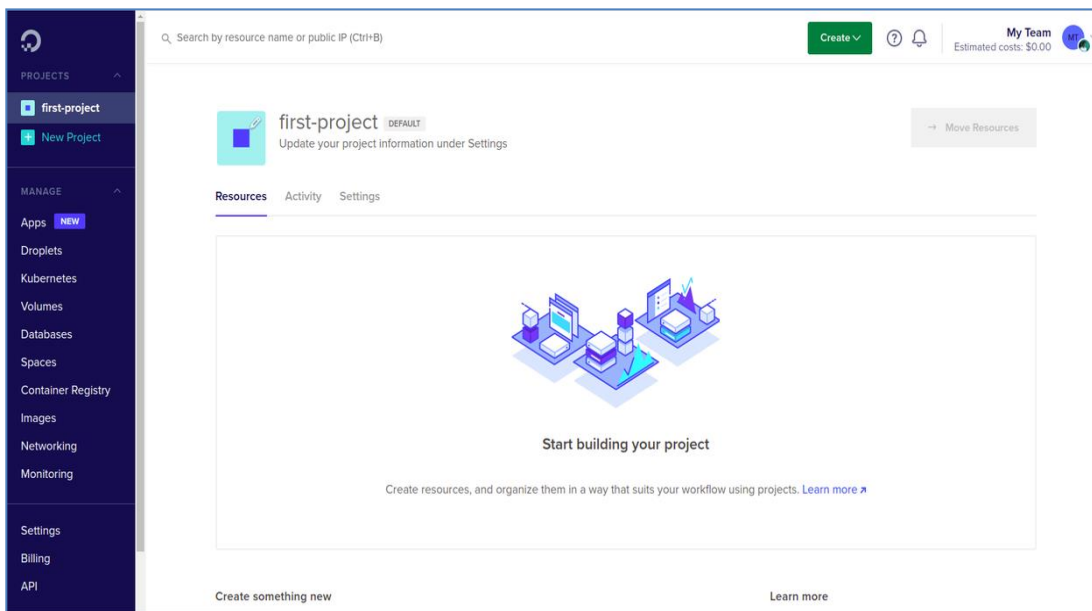 PROJECTS
first-project
New Project
MANAGE
Apps NEW
Droplets
Kubernetes
Volumes
Databases
Spaces
Container Registry
Images
Networking
Monitoring
Settings
Billing
API
Search by resource name or public IP (Ctrl+B)
Create
My Team
Estimated costs: $0.00
MT
first-project DEFAULT
Update your project information under Settings
→ Move Resources
Resources Activity Settings
Start building your project
Create resources, and organize them in a way that suits your workflow using projects. Learn more
Create something new
Learn more